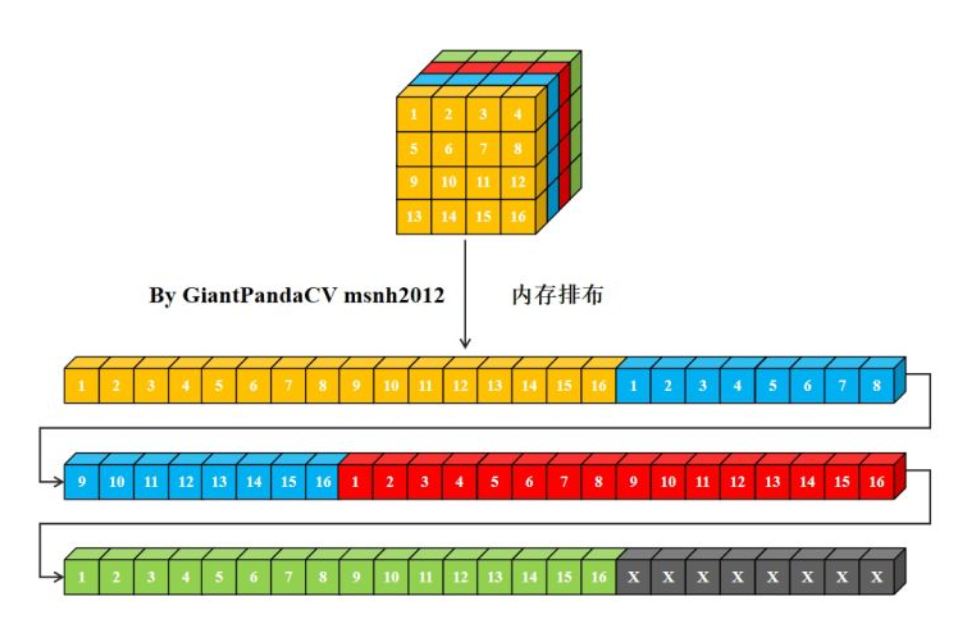 1 2 3 4
5 6 7 8
9 10 11 12
13 14 15 16
By GiantPandaCV msnh2012 内存排布
1 2 3 4 5 6 7 8 9 10 11 12 13 14 15 16 1 2 3 4 5 6 7 8
9 10 11 12 13 14 15 16 1 2 3 4 5 6 7 8 9 10 11 12 13 14 15 16
1 2 3 4 5 6 7 8 9 10 11 12 13 14 15 16 X X X X X X X X